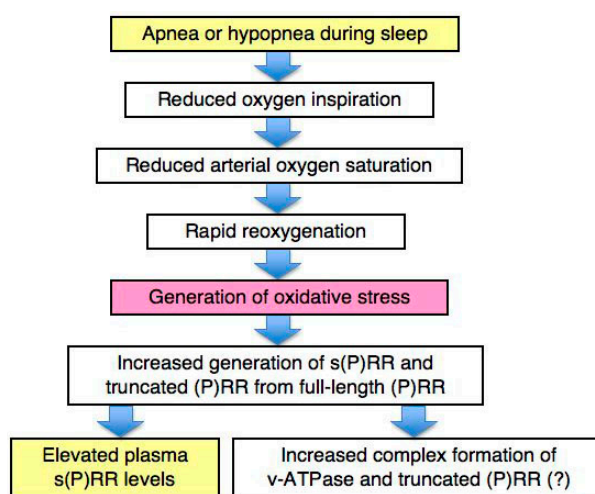 Apnea or hypopnea during sleep
Reduced oxygen inspiration
Reduced arterial oxygen saturation
Rapid reoxygenation
Generation of oxidative stress
Increased generation of s(P)RR and
truncated (P)RR from full-length (P)RR
Elevated plasma
s(P)RR levels
Increased complex formation of
v-ATPase and truncated (P)RR (?)